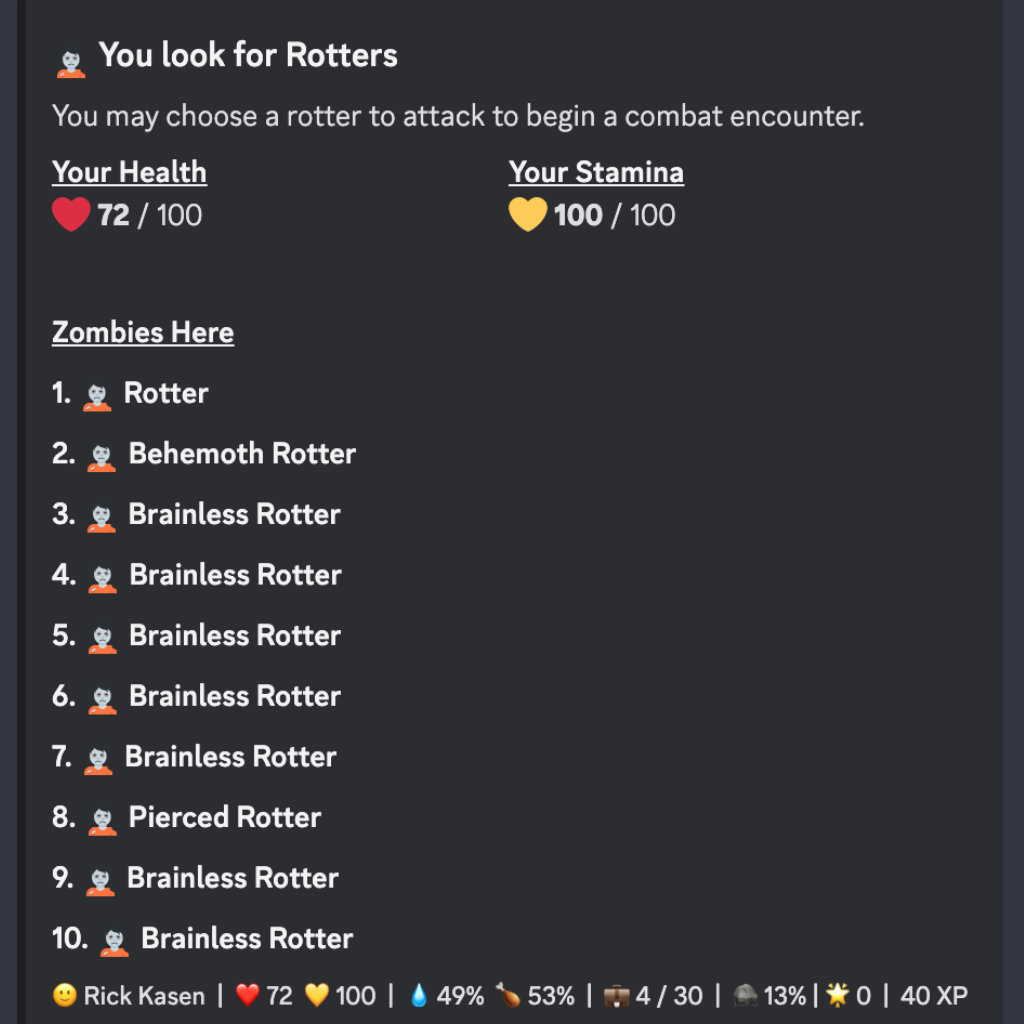 You look for Rotters
You may choose a rotter to attack to begin a combat encounter.
Your Health Your Stamina
72 / 100 100 / 100
Zombies Here
1. Rotter
2. Behemoth Rotter
3. Brainless Rotter
4. Brainless Rotter
5. Brainless Rotter
6. Brainless Rotter
7. Brainless Rotter
8. Pierced Rotter
9. Brainless Rotter
10. Brainless Rotter
Rick Kasen | 72 100 | 49% 53% | 4 / 30 | 13% | 0 | 40 XP